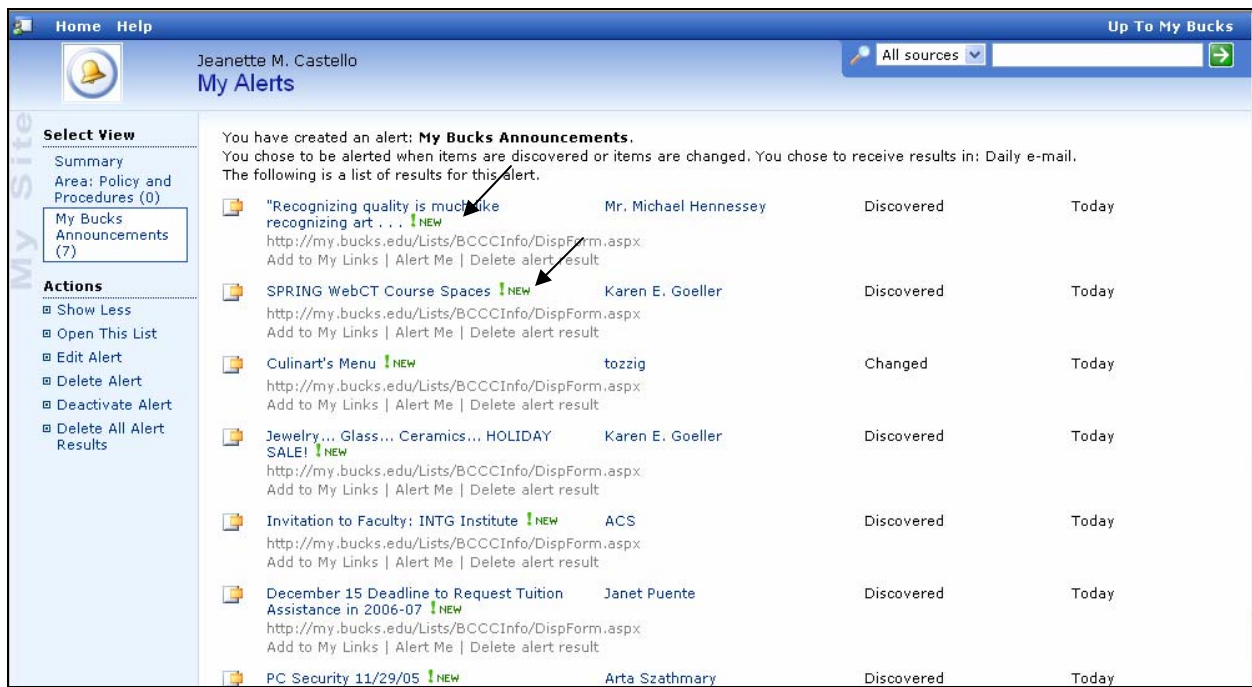 Home Help
Up To My Bucks
Jeanette M. Castello
My Alerts
All sources
My Site
Select View
Summary
Area: Policy and
Procedures (0)
My Bucks
Announcements
(7)
Actions
Show Less
Open This List
Edit Alert
Delete Alert
Deactivate Alert
Delete All Alert
Results
You have created an alert: My Bucks Announcements.
You chose to be alerted when items are discovered or items are changed. You chose to receive results in: Daily e-mail.
The following is a list of results for this alert.
"Recognizing quality is much like Mr. Michael Hennessey Discovered Today
recognizing art . . . ! NEW
http://my.bucks.edu/Lists/BCCCInfo/DispForm.aspx
Add to My Links | Alert Me | Delete alert result
SPRING WebCT Course Spaces ! NEW Karen E. Goeller Discovered Today
http://my.bucks.edu/Lists/BCCCInfo/DispForm.aspx
Add to My Links | Alert Me | Delete alert result
Culinart's Menu ! NEW tozzig Changed Today
http://my.bucks.edu/Lists/BCCCInfo/DispForm.aspx
Add to My Links | Alert Me | Delete alert result
Jewelry... Glass... Ceramics... HOLIDAY Karen E. Goeller Discovered Today
SALE! ! NEW
http://my.bucks.edu/Lists/BCCCInfo/DispForm.aspx
Add to My Links | Alert Me | Delete alert result
Invitation to Faculty: INTG Institute ! NEW ACS Discovered Today
http://my.bucks.edu/Lists/BCCCInfo/DispForm.aspx
Add to My Links | Alert Me | Delete alert result
December 15 Deadline to Request Tuition Janet Puente Discovered Today
Assistance in 2006-07 ! NEW
http://my.bucks.edu/Lists/BCCCInfo/DispForm.aspx
Add to My Links | Alert Me | Delete alert result
PC Security 11/29/05 ! NEW Arta Szathmary Discovered Today